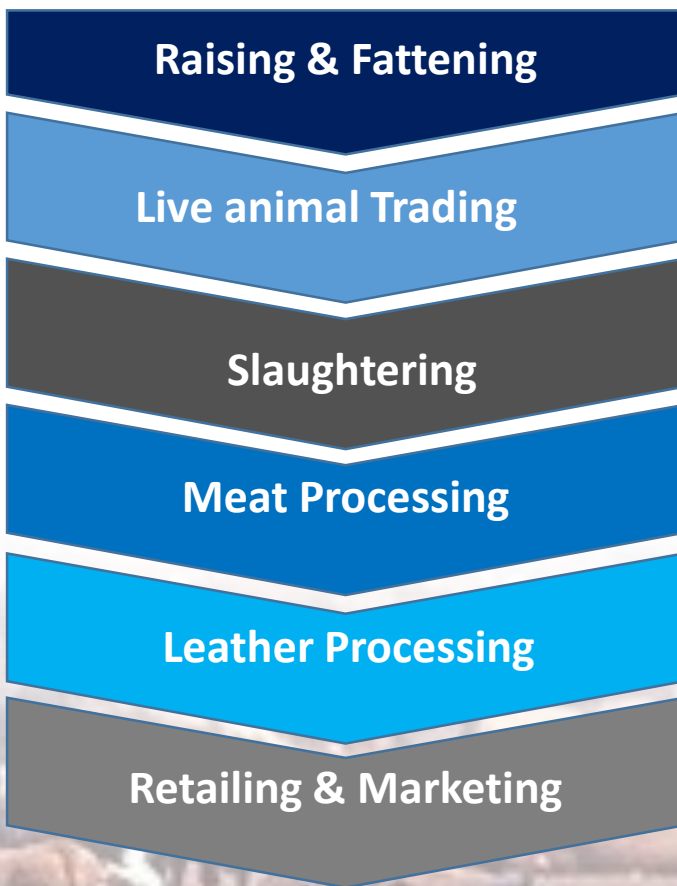 Raising & Fattening
Live animal Trading
Slaughtering
Meat Processing
Leather Processing
Retailing & Marketing